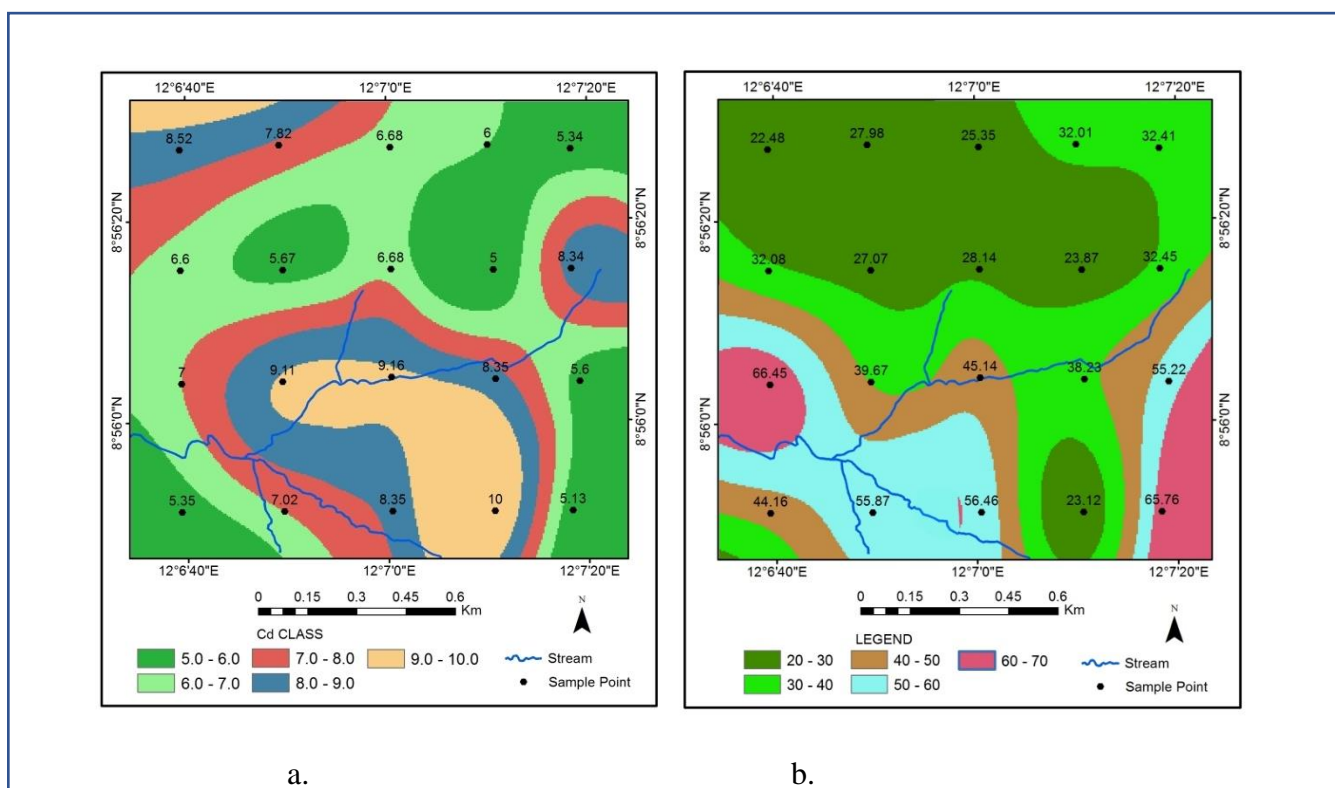 12°6'40"E 12°7'0"E 12°7'20"E
8.52 7.82 6.68 6 5.34
8°56'20"N 8°56'20"N
6.6 5.67 6.68 5 8.34
7 9.11 9.16 8.35 5.6
8°56'0"N 8°56'0"N
5.35 7.02 8.35 10 5.13
12°6'40"E 12°7'0"E 12°7'20"E
0 0.15 0.3 0.45 0.6
Km
N
Cd CLASS
5.0 - 6.0 7.0 - 8.0 9.0 - 10.0 Stream
6.0 - 7.0 8.0 - 9.0 Sample Point
a.
12°6'40"E 12°7'0"E 12°7'20"E
22.48 27.98 25.35 32.01 32.41
8°56'20"N 8°56'20"N
32.08 27.07 28.14 23.87 32.45
66.45 39.67 45.14 38.23 55.22
8°56'0"N 8°56'0"N
44.16 55.87 56.46 23.12 65.76
12°6'40"E 12°7'0"E 12°7'20"E
0 0.15 0.3 0.45 0.6
Km
N
LEGEND
20 - 30 40 - 50 60 - 70 Stream
30 - 40 50 - 60 Sample Point
b.